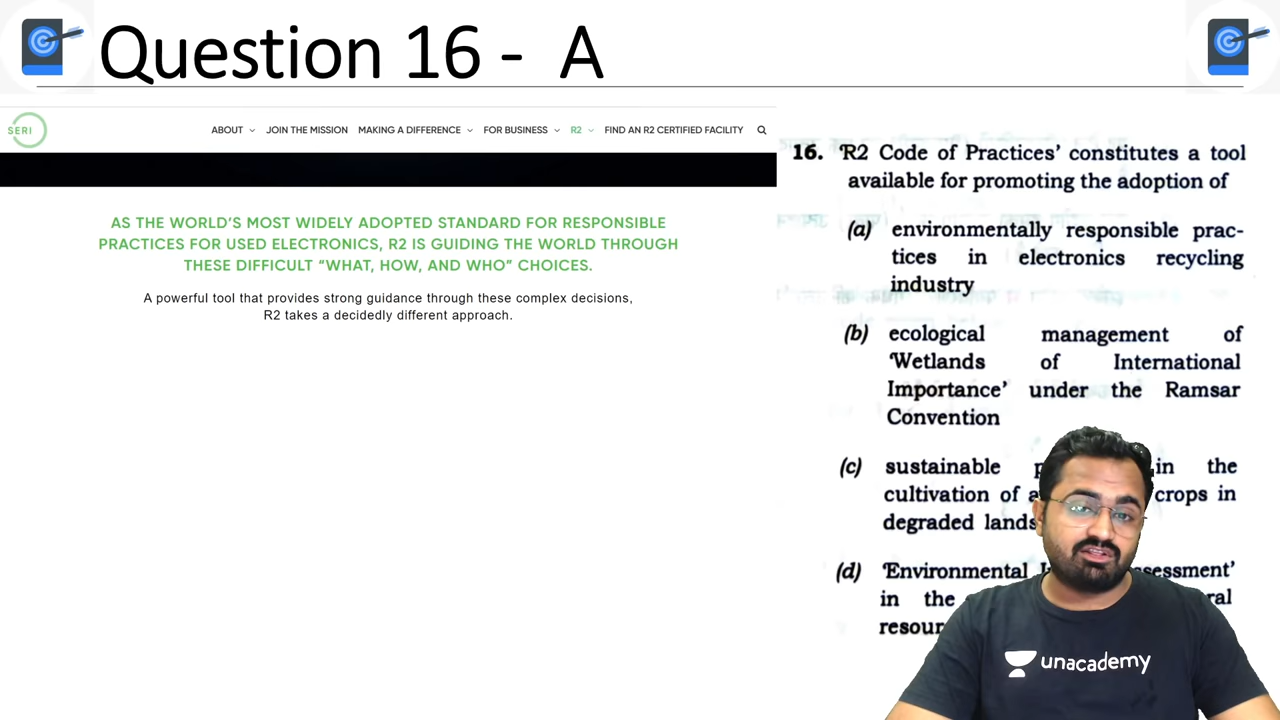 Question 16 - A
SERI
ABOUT JOIN THE MISSION MAKING A DIFFERENCE FOR BUSINESS R2 FIND AN R2 CERTIFIED FACILITY
AS THE WORLD'S MOST WIDELY ADOPTED STANDARD FOR RESPONSIBLE
PRACTICES FOR USED ELECTRONICS, R2 IS GUIDING THE WORLD THROUGH
THESE DIFFICULT "WHAT, HOW, AND WHO" CHOICES.
A powerful tool that provides strong guidance through these complex decisions,
R2 takes a decidedly different approach.
16. 'R2 Code of Practices' constitutes a tool
available for promoting the adoption of
(a) environmentally responsible prac-
tices in electronics recycling
industry
(b) ecological management of
'Wetlands of International
Importance' under the Ramsar
Convention
(c) sustainable in the
cultivation of crops in
degraded lands
(d) 'Environmental
in the
unacademy